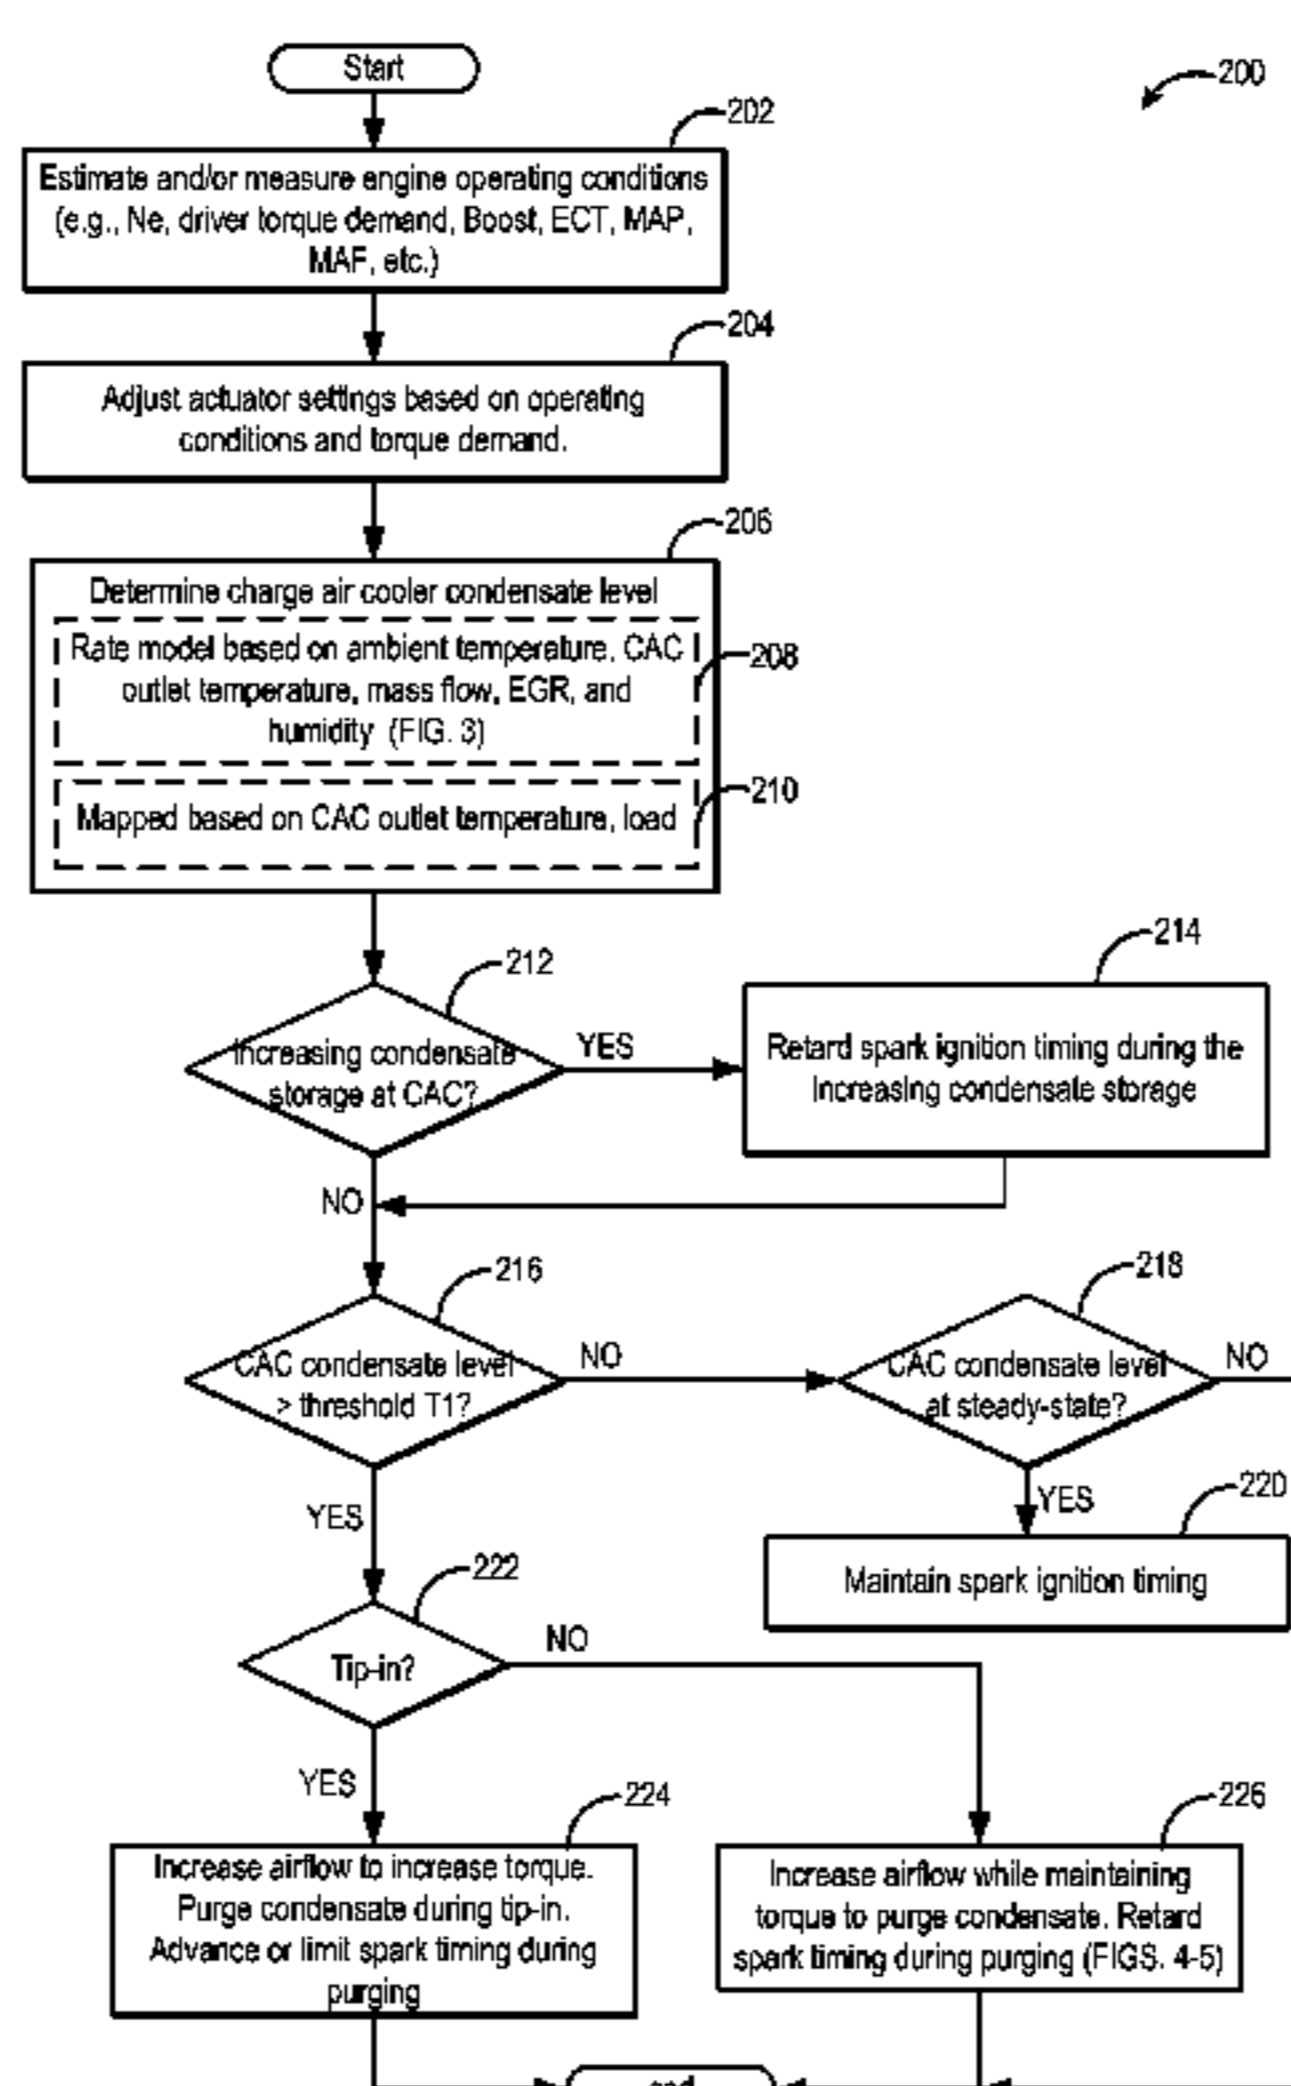 Start
200
202
Estimate and/or measure engine operating conditions
(e.g., Ne, driver torque demand, Boost, ECT, MAP,
MAF, etc.)
204
Adjust actuator settings based on operating
conditions and torque demand.
206
Determine charge air cooler condensate level
Rate model based on ambient temperature, CAC
outlet temperature, mass flow, EGR, and
humidity (FIG. 3)
208
210
Mapped based on CAC outlet temperature, load
212
214
Increasing condensate
storage at CAC?
YES
Retard spark ignition timing during the
increasing condensate storage
NO
216
218
CAC condensate level
> threshold T1?
NO
CAC condensate level
at steady-state?
NO
YES
YES
220
Maintain spark ignition timing
222
Tip-in?
NO
YES
224
226
Increase airflow to increase torque.
Purge condensate during tip-in.
Advance or limit spark timing during
purging
Increase airflow while maintaining
torque to purge condensate. Retard
spark timing during purging (FIGS. 4-5)
end